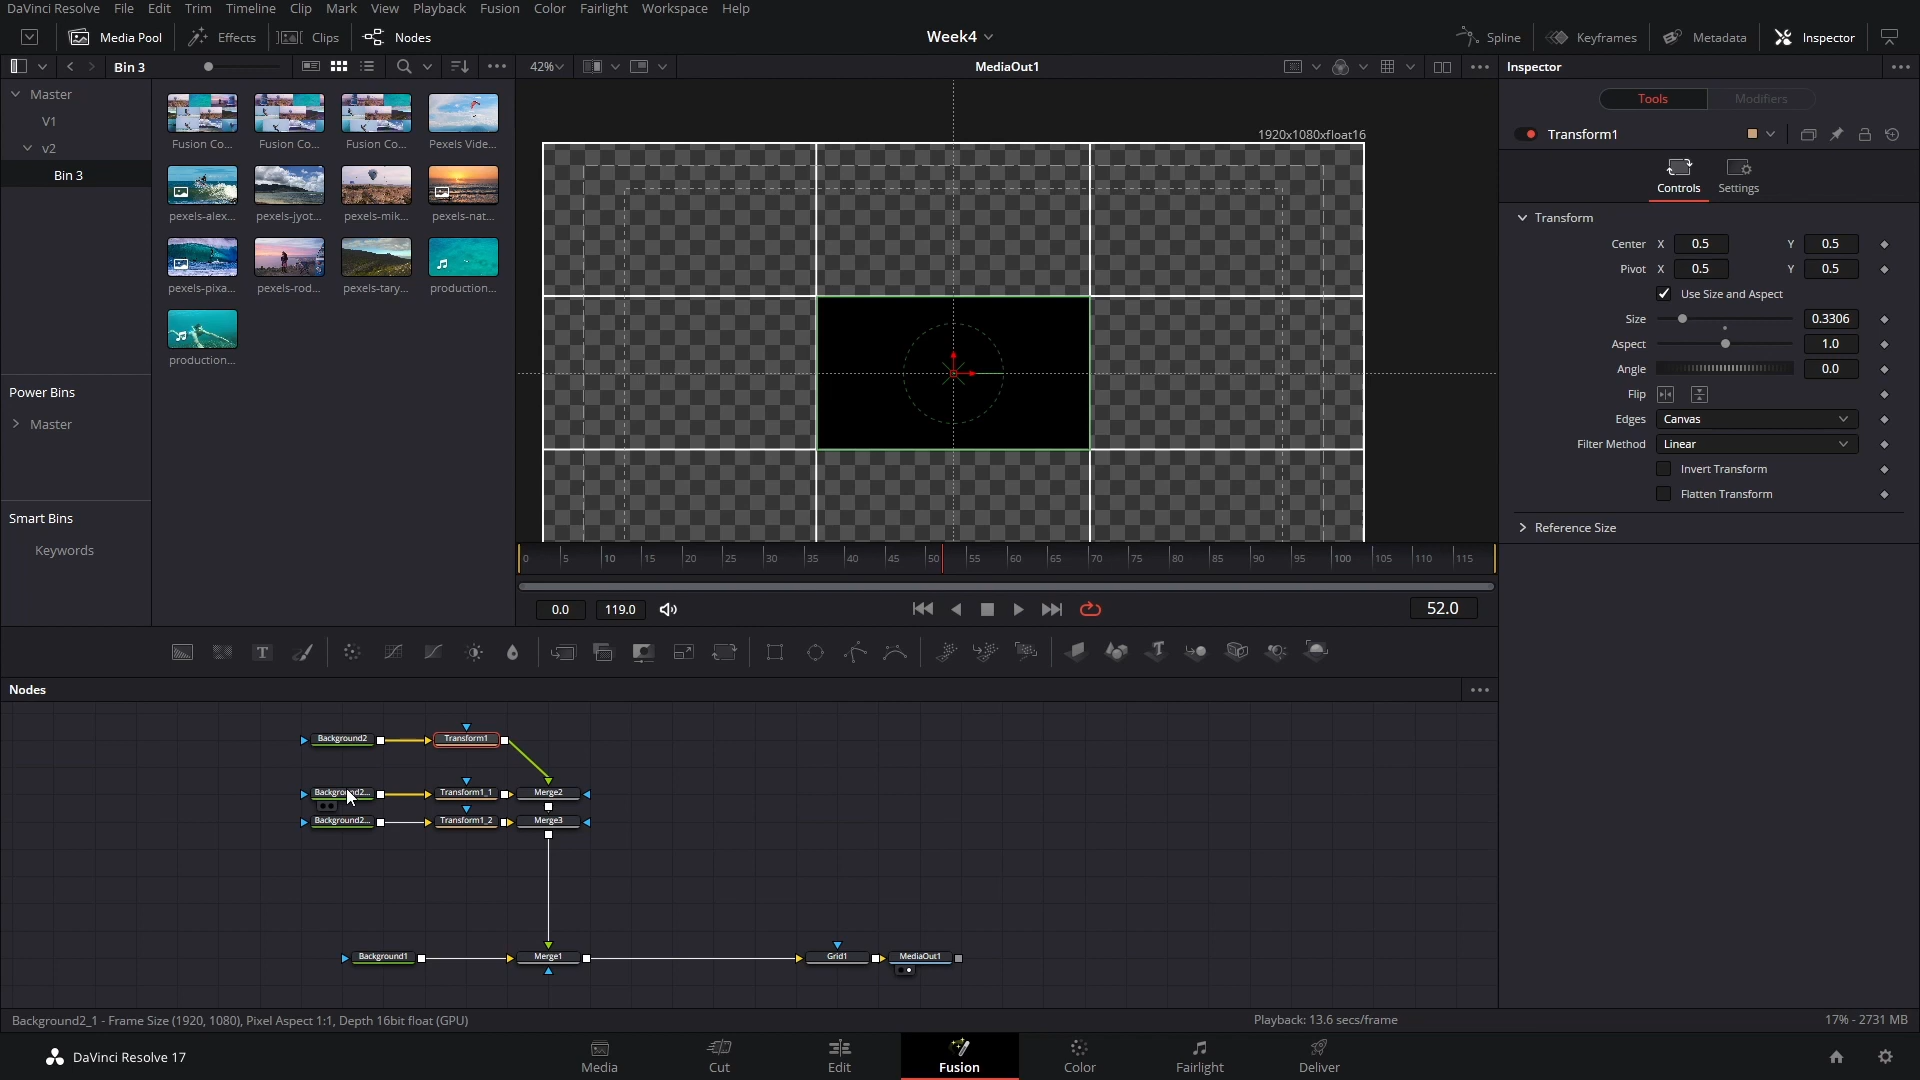 DaVinci Resolve File Edit Trim Timeline Clip Mark View Playback Fusion Color Fairlight Workspace Help
Media Pool Effects Clips Nodes Week4 Spline Keyframes Metadata Inspector
Bin 3 42% MediaOut1 Inspector
Master
V1
v2
Bin 3
Power Bins
Master
Smart Bins
Keywords
Fusion Co... Fusion Co... Fusion Co... Pexels Vide...
pexels-alex... pexels-jyot... pexels-mik... pexels-nat...
pexels-pixa... pexels-rod... pexels-tary... production...
production...
1920x1080xfloat16
0 5 10 15 20 25 30 35 40 45 50 55 60 65 70 75 80 85 90 95 100 105 110 115
0.0 119.0 52.0
Tools Modifiers
Transform1
Controls Settings
Transform
Center X 0.5 Y 0.5
Pivot X 0.5 Y 0.5
Use Size and Aspect
Size 0.3306
Aspect 1.0
Angle 0.0
Flip
Edges Canvas
Filter Method Linear
Invert Transform
Flatten Transform
Reference Size
Nodes
Background2 Transform1
Background2... Transform1_1 Merge2
Background2... Transform1_2 Merge3
Background1 Merge1 Grid1 MediaOut1
Background2_1 - Frame Size (1920, 1080), Pixel Aspect 1:1, Depth 16bit float (GPU) Playback: 13.6 secs/frame 17% - 2731 MB
DaVinci Resolve 17 Media Cut Edit Fusion Color Fairlight Deliver